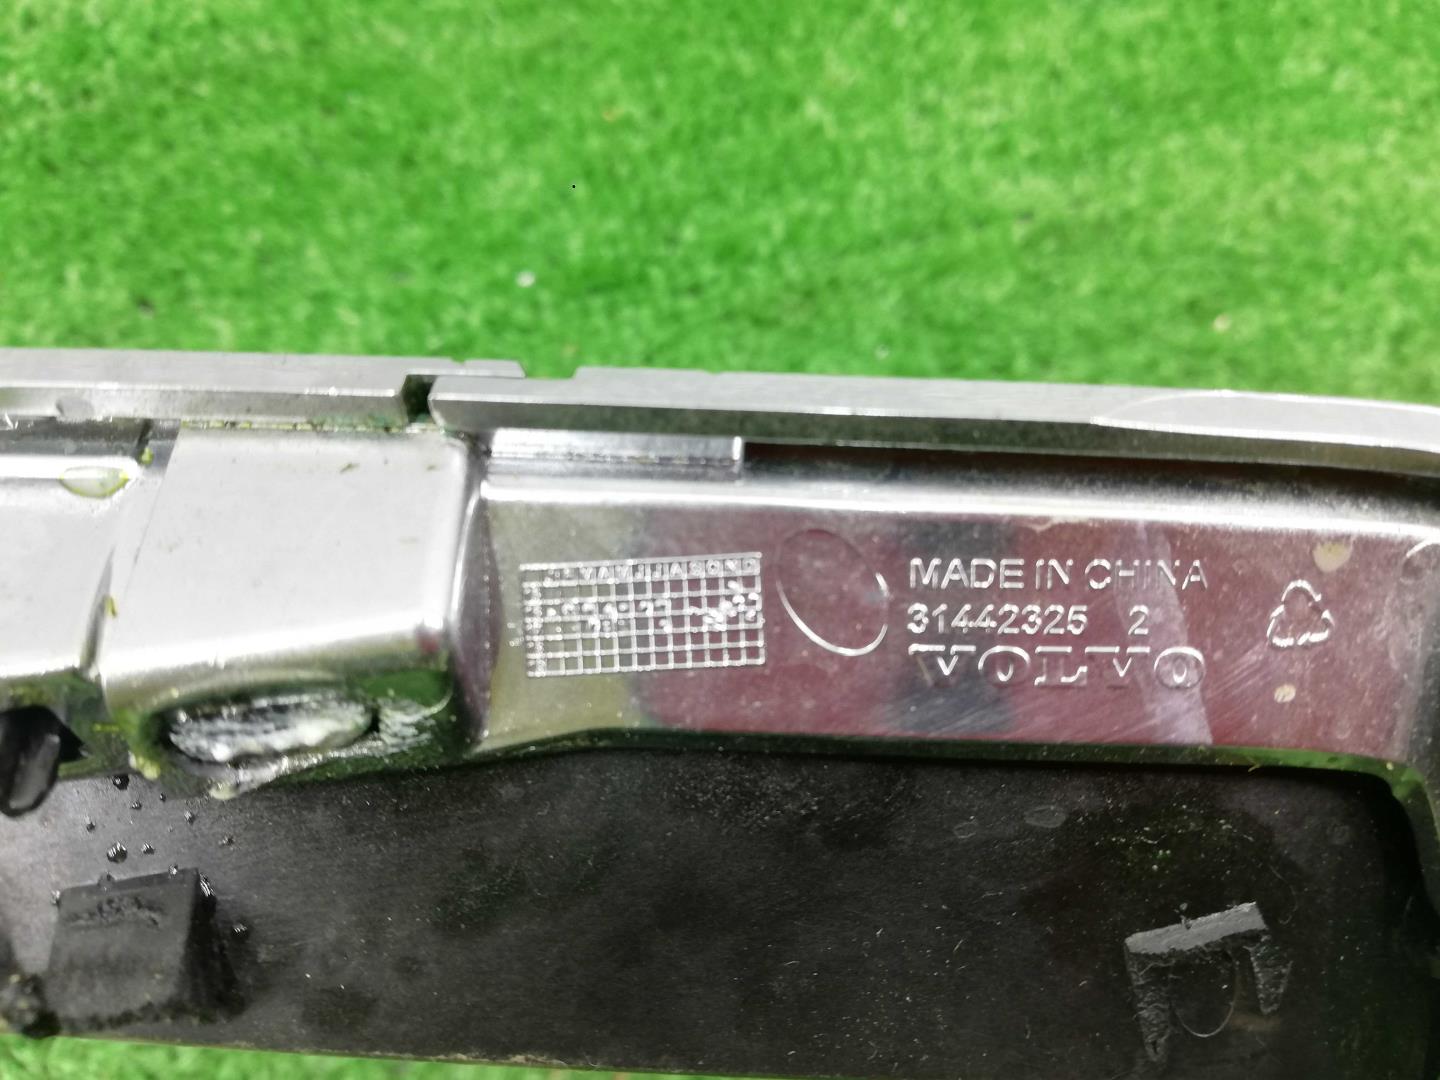 J F M A M J J A S O N D
MADE IN CHINA
31442325 2
VOLVO